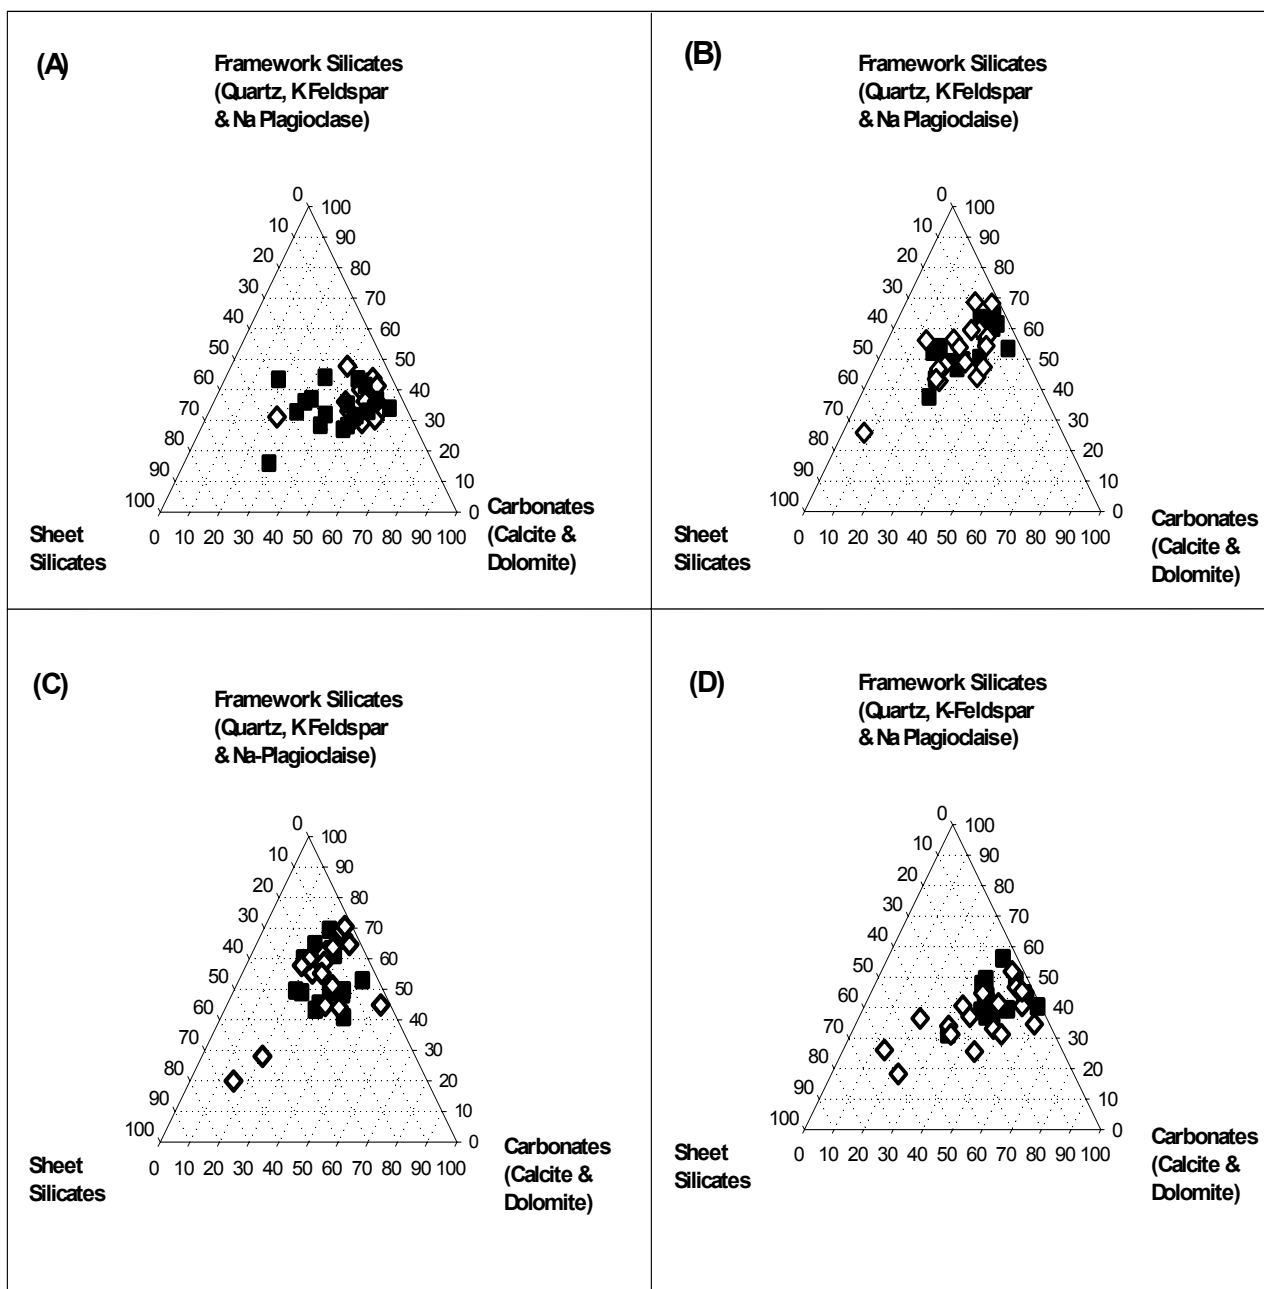 (A)
Framework Silicates
(Quartz, K Feldspar
& Na Plagioclase)
0
10 100
20 90
30 80
40 70
50 60
60 50
70 40
80 30
90 20
100 10
0
Sheet
Silicates
0 10 20 30 40 50 60 70 80 90 100
Carbonates
(Calcite &
Dolomite)
(B)
Framework Silicates
(Quartz, K Feldspar
& Na Plagioclaise)
0
10 100
20 90
30 80
40 70
50 60
60 50
70 40
80 30
90 20
100 10
0
Sheet
Silicates
0 10 20 30 40 50 60 70 80 90 100
Carbonates
(Calcite &
Dolomite)
(C)
Framework Silicates
(Quartz, K Feldspar
& Na-Plagioclaise)
0
10 100
20 90
30 80
40 70
50 60
60 50
70 40
80 30
90 20
100 10
0
Sheet
Silicates
0 10 20 30 40 50 60 70 80 90 100
Carbonates
(Calcite &
Dolomite)
(D)
Framework Silicates
(Quartz, K-Feldspar
& Na Plagioclaise)
0
10 100
20 90
30 80
40 70
50 60
60 50
70 40
80 30
90 20
100 10
0
Sheet
Silicates
0 10 20 30 40 50 60 70 80 90 100
Carbonates
(Calcite &
Dolomite)